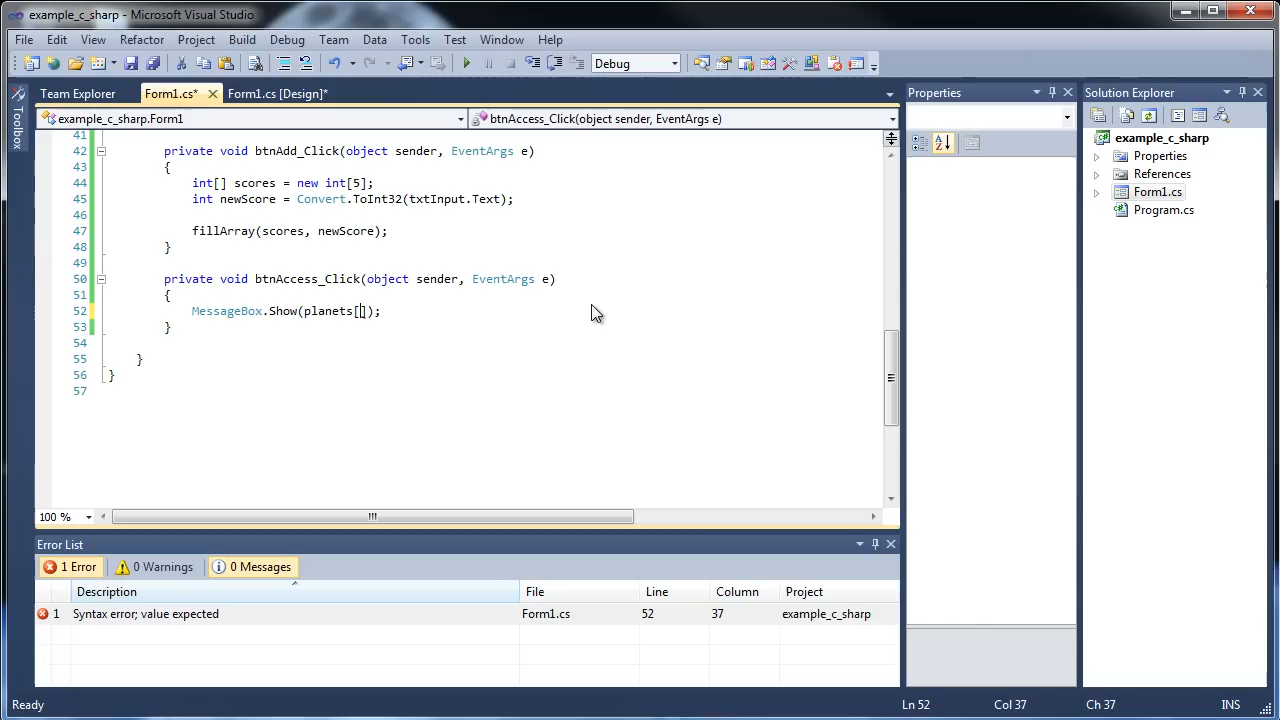 example_c_sharp - Microsoft Visual Studio
File Edit View Refactor Project Build Debug Team Data Tools Test Window Help
Debug
Toolbox
Team Explorer Form1.cs* Form1.cs [Design]*
example_c_sharp.Form1 btnAccess_Click(object sender, EventArgs e)
41
42 private void btnAdd_Click(object sender, EventArgs e)
43 {
44 int[] scores = new int[5];
45 int newScore = Convert.ToInt32(txtInput.Text);
46
47 fillArray(scores, newScore);
48 }
49
50 private void btnAccess_Click(object sender, EventArgs e)
51 {
52 MessageBox.Show(planets[]);
53 }
54
55 }
56 }
57
100 %
Properties
Solution Explorer
example_c_sharp
Properties
References
Form1.cs
Program.cs
Error List
1 Error 0 Warnings 0 Messages
Description File Line Column Project
1 Syntax error; value expected Form1.cs 52 37 example_c_sharp
Ready Ln 52 Col 37 Ch 37 INS